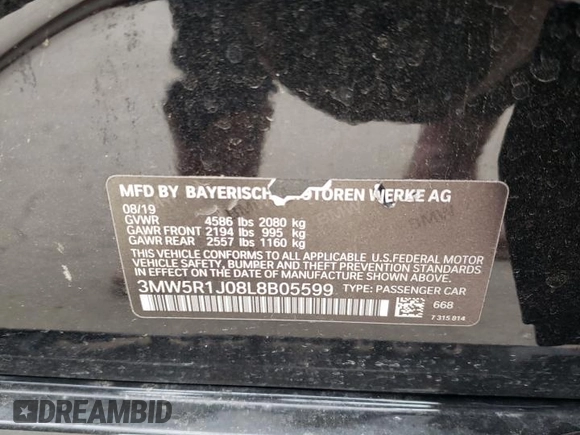 MFD BY BAYERISCH OTOREN WERKE AG
08/19
GVWR 4586 lbs 2080 kg
GAWR FRONT 2194 lbs 995 kg
GAWR REAR 2557 lbs 1160 kg
THIS VEHICLE CONFORMS TO ALL APPLICABLE U.S.FEDERAL MOTOR
VEHICLE SAFETY, BUMPER, AND THEFT PREVENTION STANDARDS
IN EFFECT ON THE DATE OF MANUFACTURE SHOWN ABOVE.
3MW5R1J08L8B05599 TYPE: PASSENGER CAR
668
7 315 814
DREAMBID